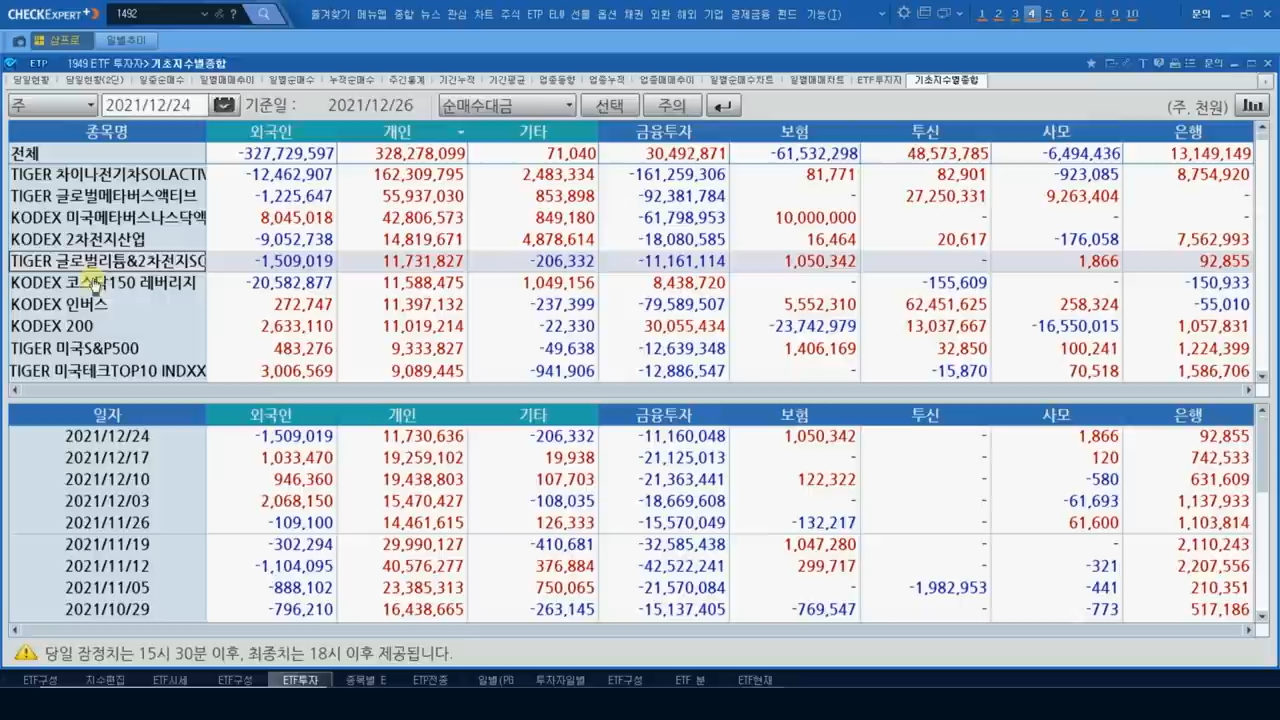 CHECKEXPERT+ 1492 즐겨찾기 메뉴맵 종합 뉴스 관심 차트 주식 ETP ELW 선물 옵션 채권 외환 해외 기업 경제금융 펀드 기능(I) 1 2 3 4 5 6 7 8 9 10 문의
삽프로 일별추이
ETP 1949 ETF 투자자>기초지수별종합 문의
당일현황 당일현황(2단) 일중순매수 일별매매추이 일별순매수 누적순매수 주간통계 기간누적 기간평균 업종동향 업종누적 업종매매추이 일별순매수차트 일별매매차트 ETF투자자 기초지수별종합
주 2021/12/24 기준일 : 2021/12/26 순매수대금 선택 주의 (주, 천원)
종목명 외국인 개인 기타 금융투자 보험 투신 사모 은행
전체 -327,729,597 328,278,099 71,040 30,492,871 -61,532,298 48,573,785 -6,494,436 13,149,149
TIGER 차이나전기차SOLACTIV -12,462,907 162,309,795 2,483,334 -161,259,306 81,771 82,901 -923,085 8,754,920
TIGER 글로벌메타버스액티브 -1,225,647 55,937,030 853,898 -92,381,784 - 27,250,331 9,263,404 -
KODEX 미국메타버스나스닥액 8,045,018 42,806,573 849,180 -61,798,953 10,000,000 - - -
KODEX 2차전지산업 -9,052,738 14,819,671 4,878,614 -18,080,585 16,464 20,617 -176,058 7,562,993
TIGER 글로벌리튬&2차전지SO -1,509,019 11,731,827 -206,332 -11,161,114 1,050,342 - 1,866 92,855
KODEX 코스닥150 레버리지 -20,582,877 11,588,475 1,049,156 8,438,720 - -155,609 - -150,933
KODEX 인버스 272,747 11,397,132 -237,399 -79,589,507 5,552,310 62,451,625 258,324 -55,010
KODEX 200 2,633,110 11,019,214 -22,330 30,055,434 -23,742,979 13,037,667 -16,550,015 1,057,831
TIGER 미국S&P500 483,276 9,333,827 -49,638 -12,639,348 1,406,169 32,850 100,241 1,224,399
TIGER 미국테크TOP10 INDXX 3,006,569 9,089,445 -941,906 -12,886,547 - -15,870 70,518 1,586,706
일자 외국인 개인 기타 금융투자 보험 투신 사모 은행
2021/12/24 -1,509,019 11,730,636 -206,332 -11,160,048 1,050,342 - 1,866 92,855
2021/12/17 1,033,470 19,259,102 19,938 -21,125,013 - - 120 742,533
2021/12/10 946,360 19,438,803 107,703 -21,363,441 122,322 - -580 631,609
2021/12/03 2,068,150 15,470,427 -108,035 -18,669,608 - - -61,693 1,137,933
2021/11/26 -109,100 14,461,615 126,333 -15,570,049 -132,217 - 61,600 1,103,814
2021/11/19 -302,294 29,990,127 -410,681 -32,585,438 1,047,280 - - 2,110,243
2021/11/12 -1,104,095 40,576,277 376,884 -42,522,241 299,717 - -321 2,207,556
2021/11/05 -888,102 23,385,313 750,065 -21,570,084 - -1,982,953 -441 210,351
2021/10/29 -796,210 16,438,665 -263,145 -15,137,405 -769,547 - -773 517,186
당일 잠정치는 15시 30분 이후, 최종치는 18시 이후 제공됩니다.
ETF구성 지수편집 ETF시세 ETF구성 ETF투자 종목별 E ETP전종 일별(PB 투자자일별 ETF구성 ETF 분 ETF현재